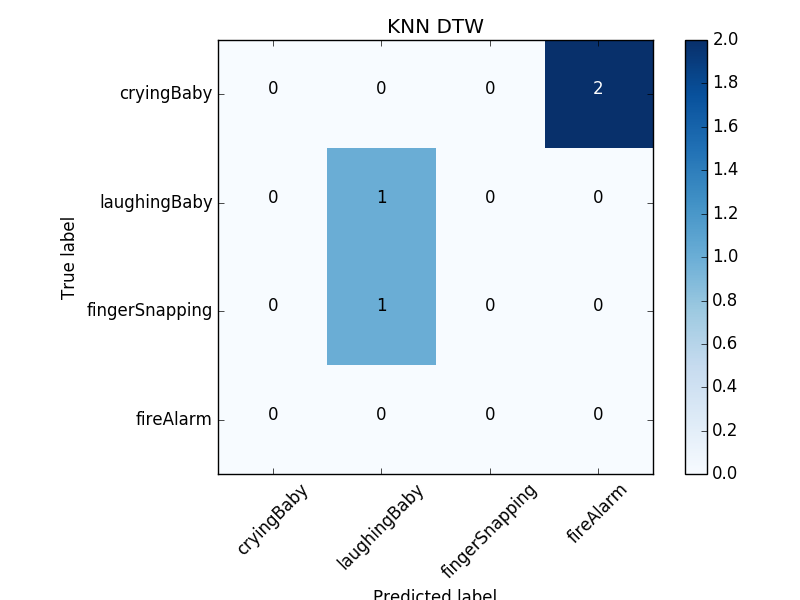 KNN DTW
cryingBaby 0 0 0 2
laughingBaby 0 1 0 0
fingerSnapping 0 1 0 0
fireAlarm 0 0 0 0
True label
cryingBaby laughingBaby fingerSnapping fireAlarm
Predicted label
2.0
1.8
1.6
1.4
1.2
1.0
0.8
0.6
0.4
0.2
0.0